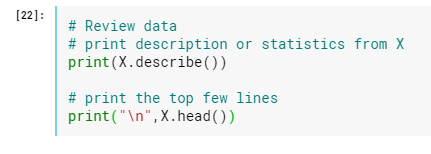 [22]:
# Review data
# print description or statistics from X
print(X.describe())
# print the top few lines
print("\n",X.head())